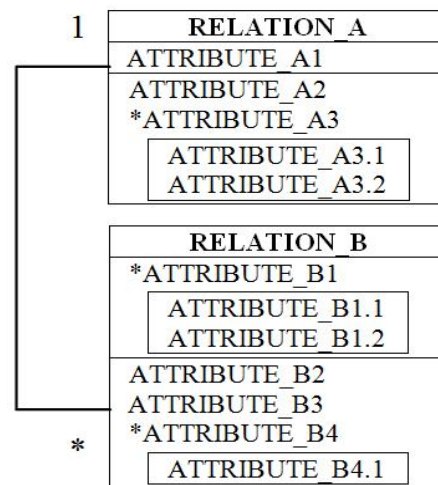 1
RELATION_A
ATTRIBUTE_A1
ATTRIBUTE_A2
*ATTRIBUTE_A3
ATTRIBUTE_A3.1
ATTRIBUTE_A3.2
RELATION_B
*ATTRIBUTE_B1
ATTRIBUTE_B1.1
ATTRIBUTE_B1.2
ATTRIBUTE_B2
ATTRIBUTE_B3
*ATTRIBUTE_B4
*
ATTRIBUTE_B4.1